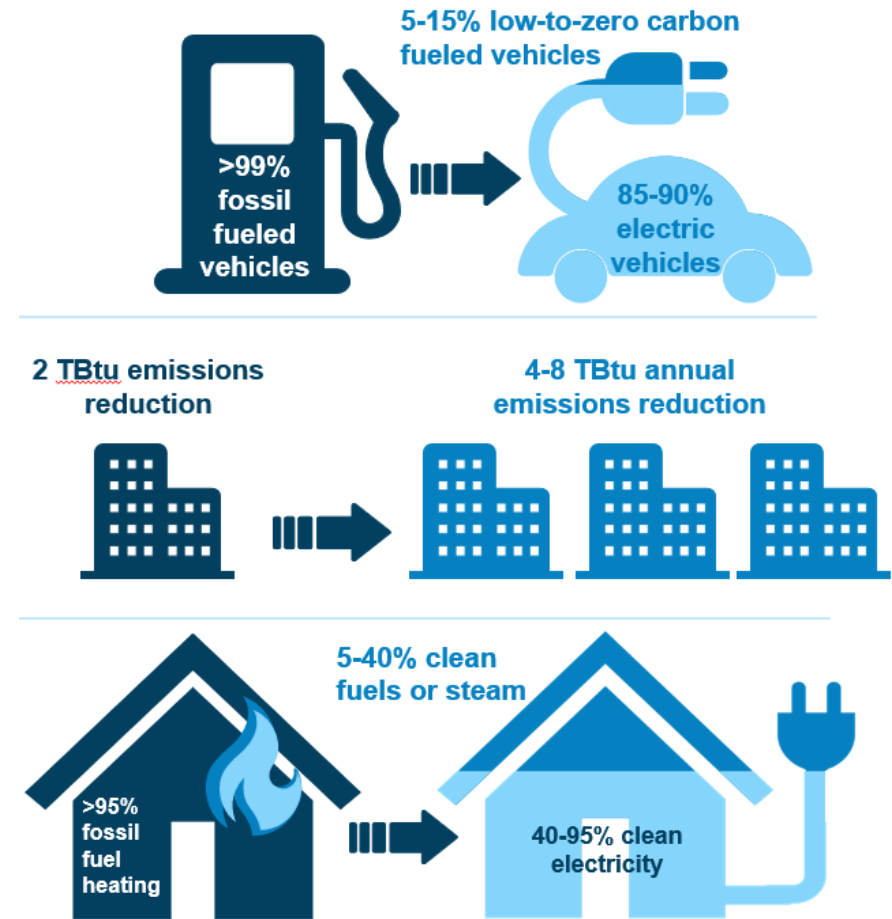 5-15% low-to-zero carbon
fueled vehicles
>99%
fossil
fueled
vehicles
85-90%
electric
vehicles
2 TBtu emissions
reduction
4-8 TBtu annual
emissions reduction
5-40% clean
fuels or steam
>95%
fossil
fuel
heating
40-95% clean
electricity